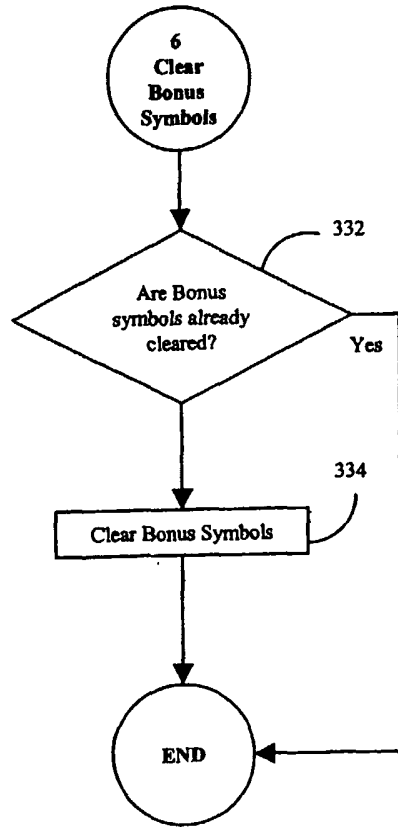 6
Clear
Bonus
Symbols
332
Are Bonus
symbols already
cleared?
Yes
334
Clear Bonus Symbols
END